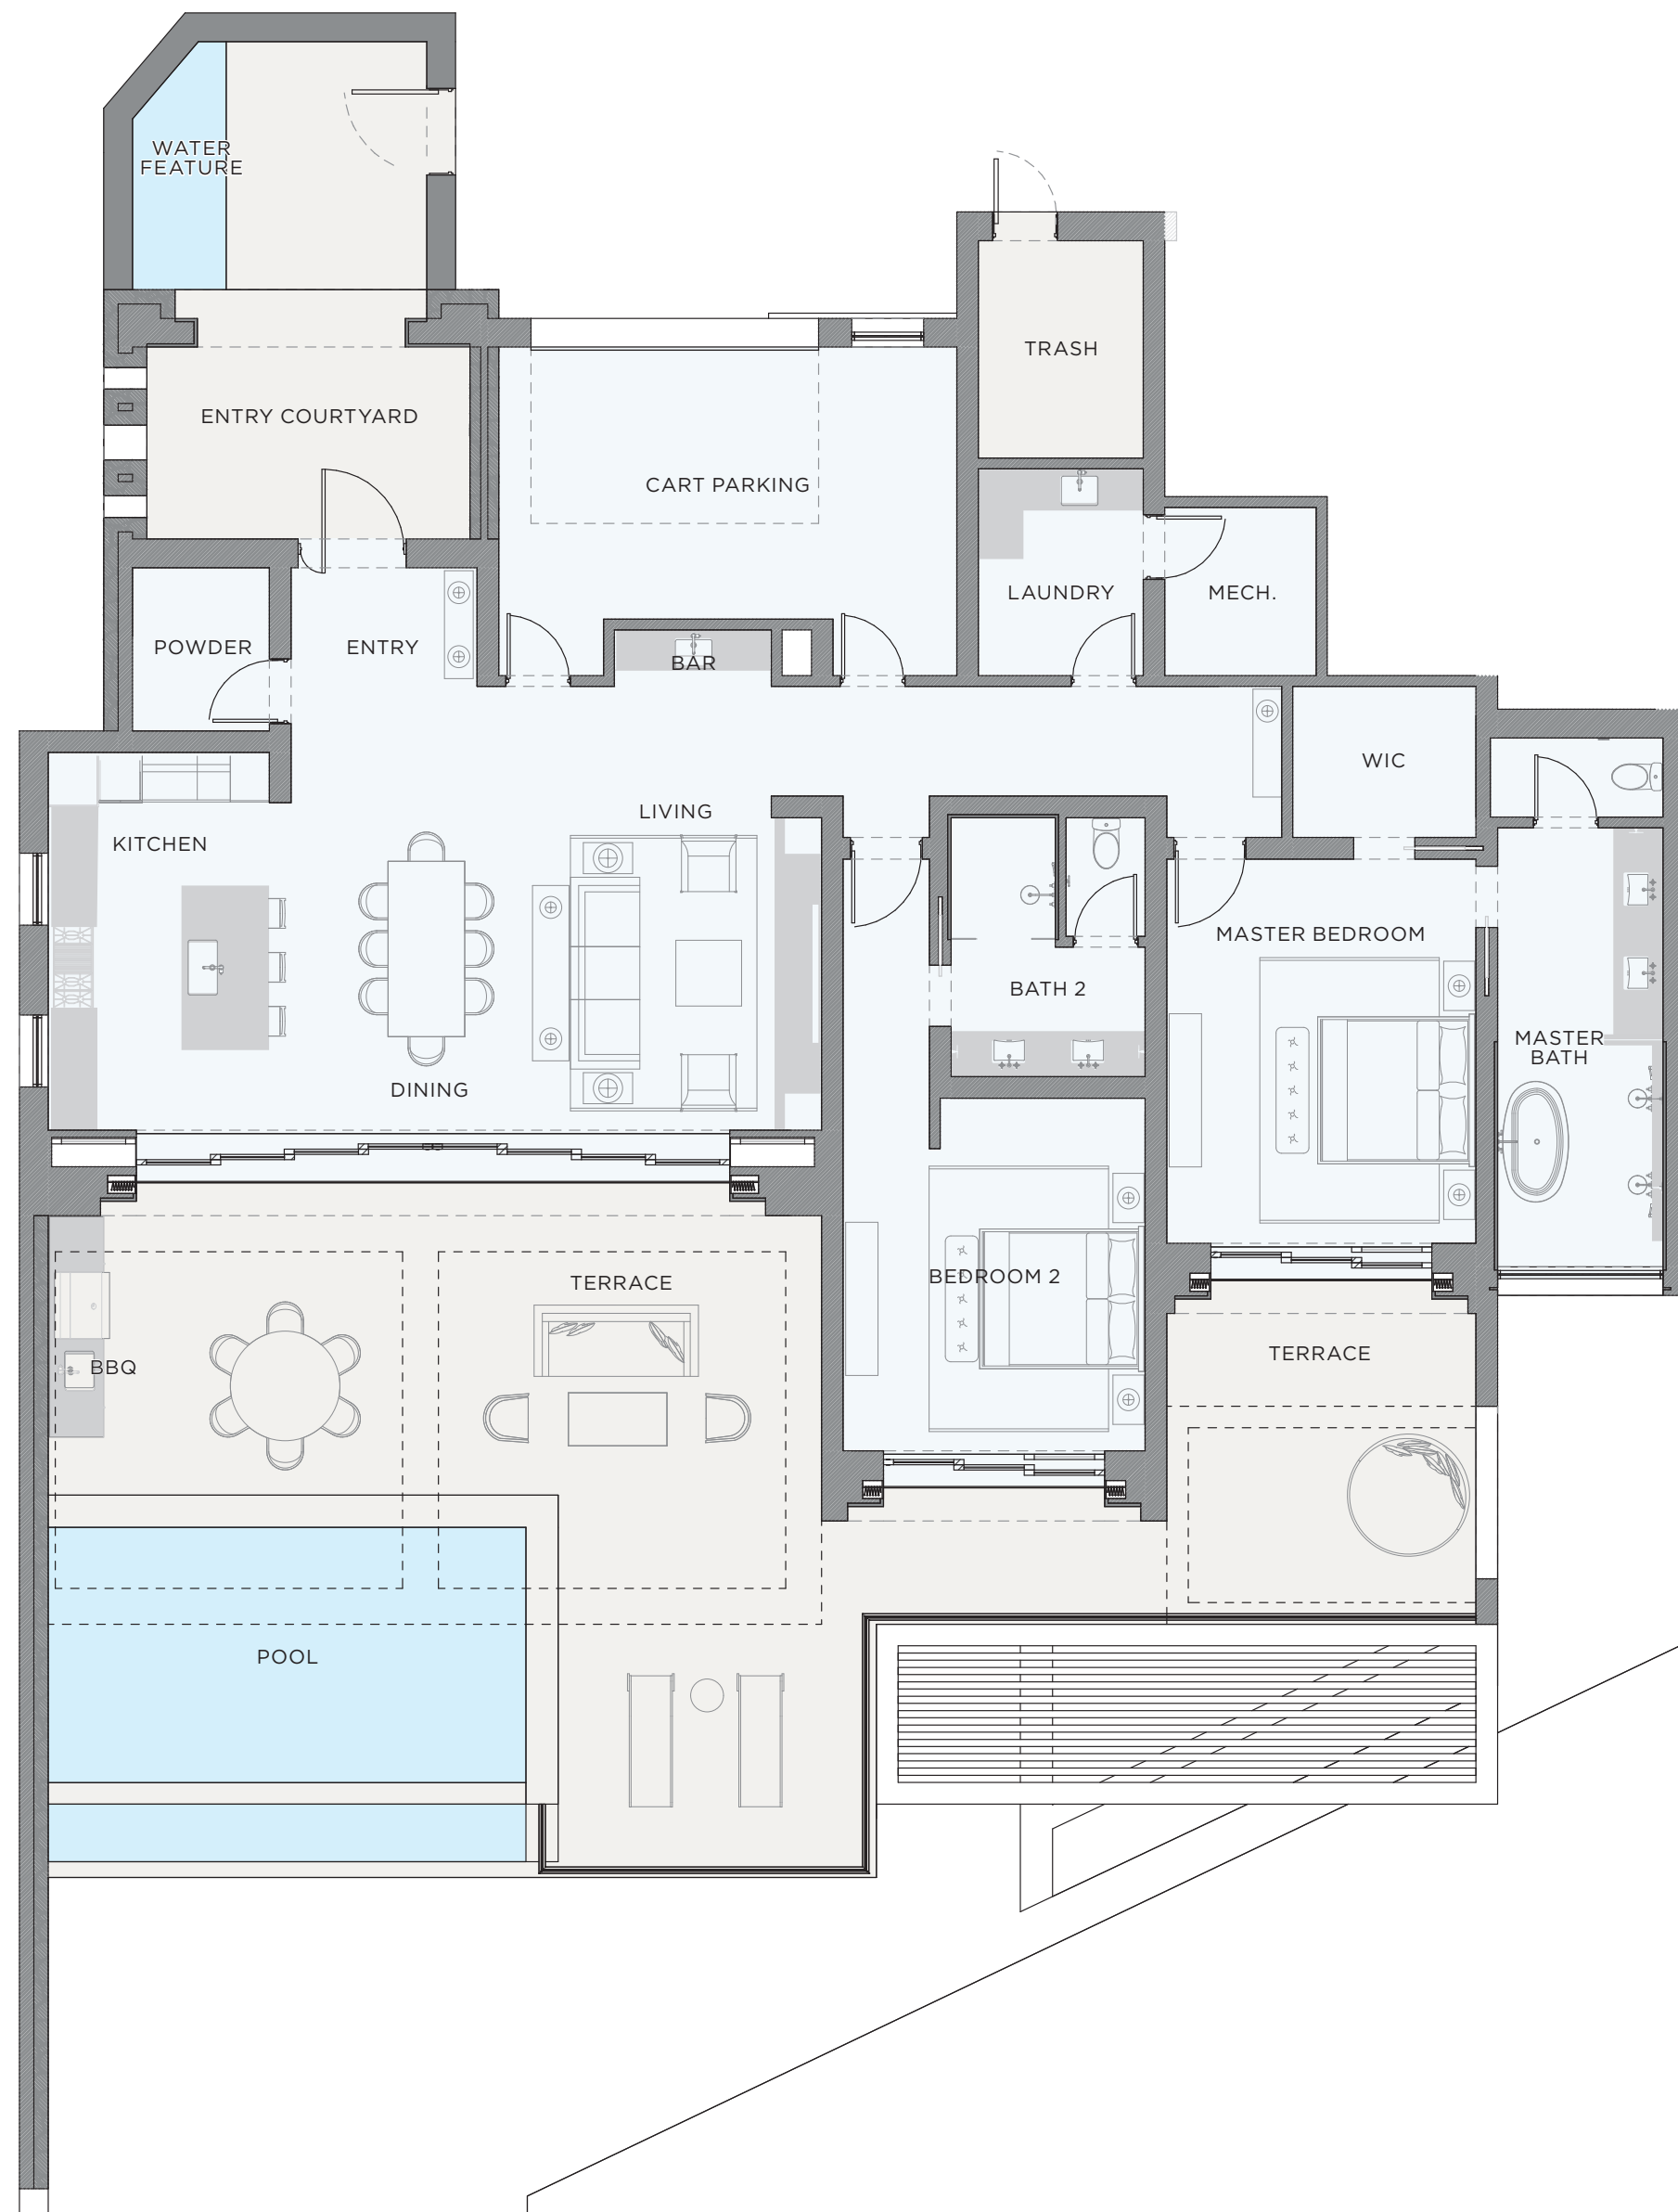 WATER
FEATURE
TRASH
ENTRY COURTYARD
CART PARKING
LAUNDRY
MECH.
POWDER
ENTRY
BAR
WIC
LIVING
KITCHEN
MASTER BEDROOM
BATH 2
MASTER
BATH
DINING
BEDROOM 2
TERRACE
TERRACE
BBQ
POOL